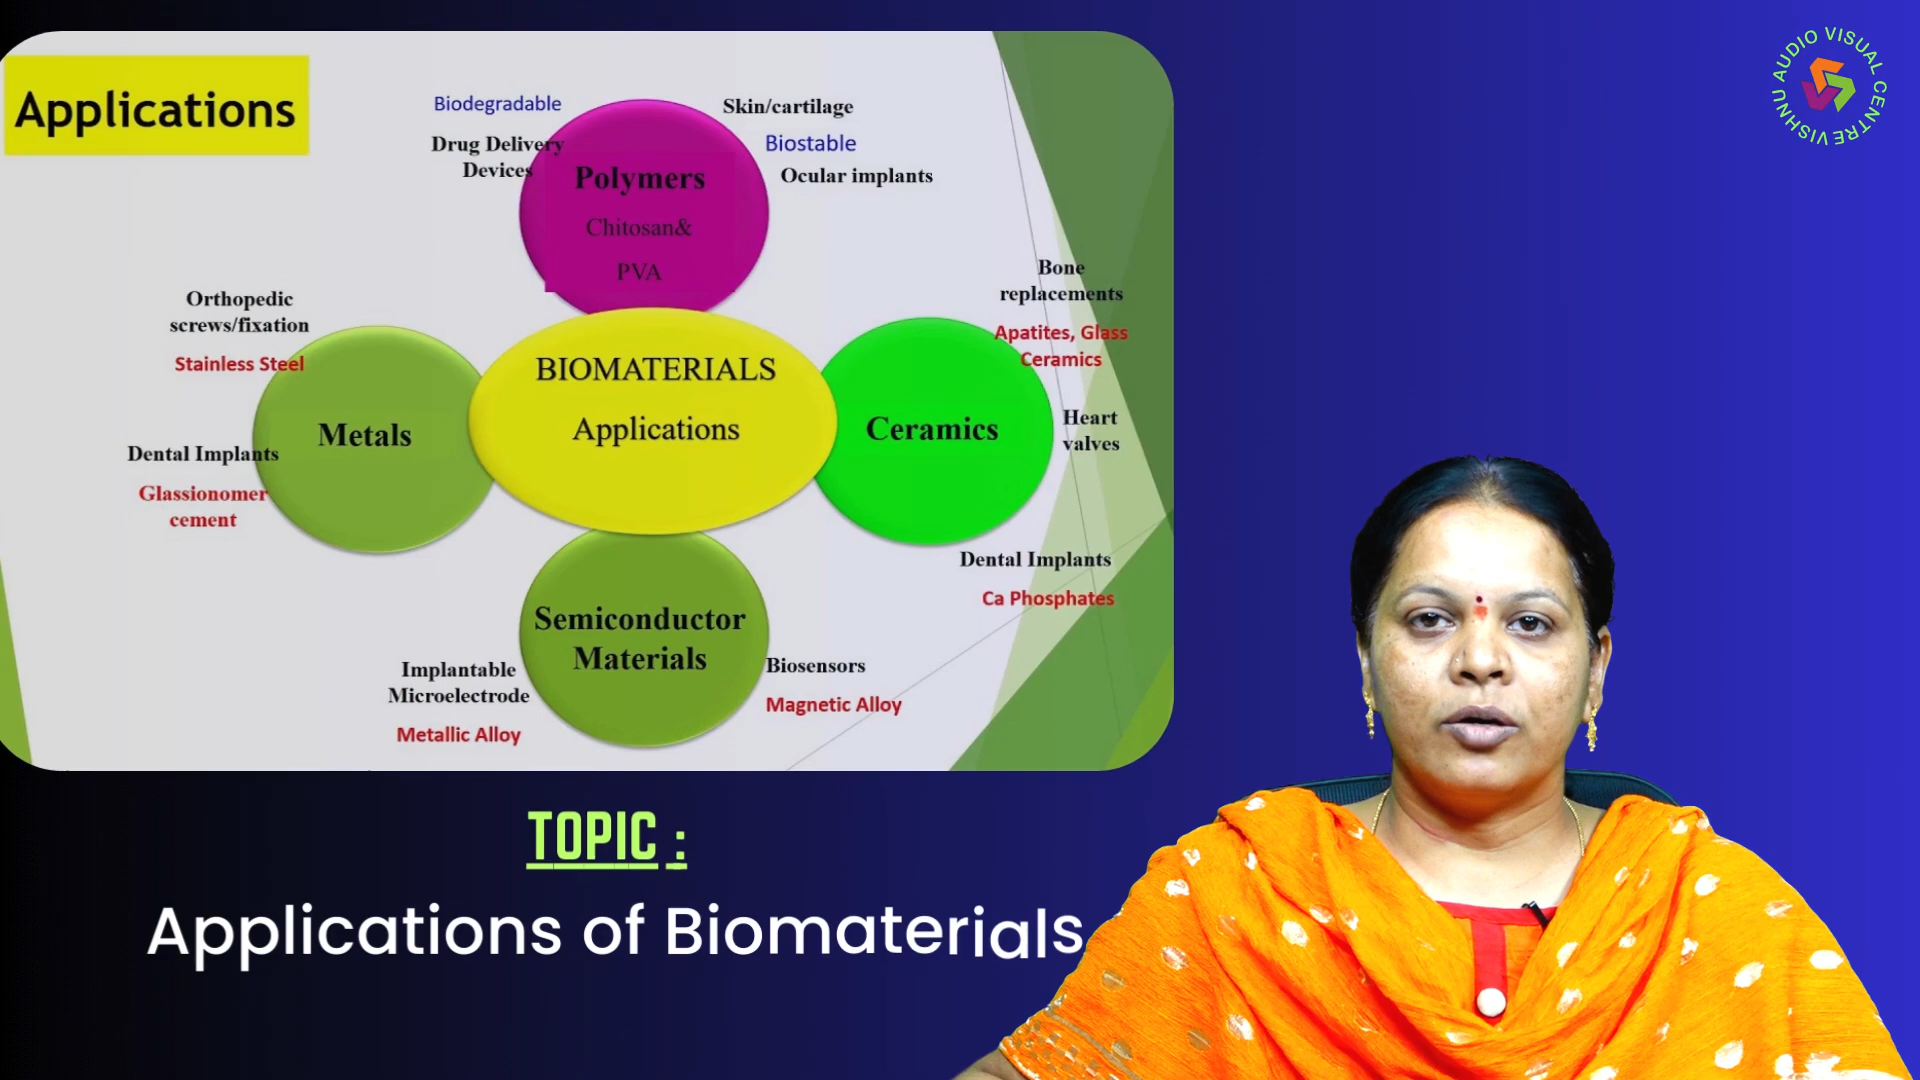 Applications
Biodegradable
Drug Delivery
Devices
Skin/cartilage
Biostable
Ocular implants
Polymers
Chitosan&
PVA
Orthopedic
screws/fixation
Stainless Steel
Dental Implants
Glassionomer
cement
Metals
BIOMATERIALS
Applications
Ceramics
Bone
replacements
Apatites, Glass
Ceramics
Heart
valves
Dental Implants
Ca Phosphates
Semiconductor
Materials
Implantable
Microelectrode
Metallic Alloy
Biosensors
Magnetic Alloy
TOPIC :
Applications of Biomaterials
VISHNU AUDIO VISUAL CENTRE